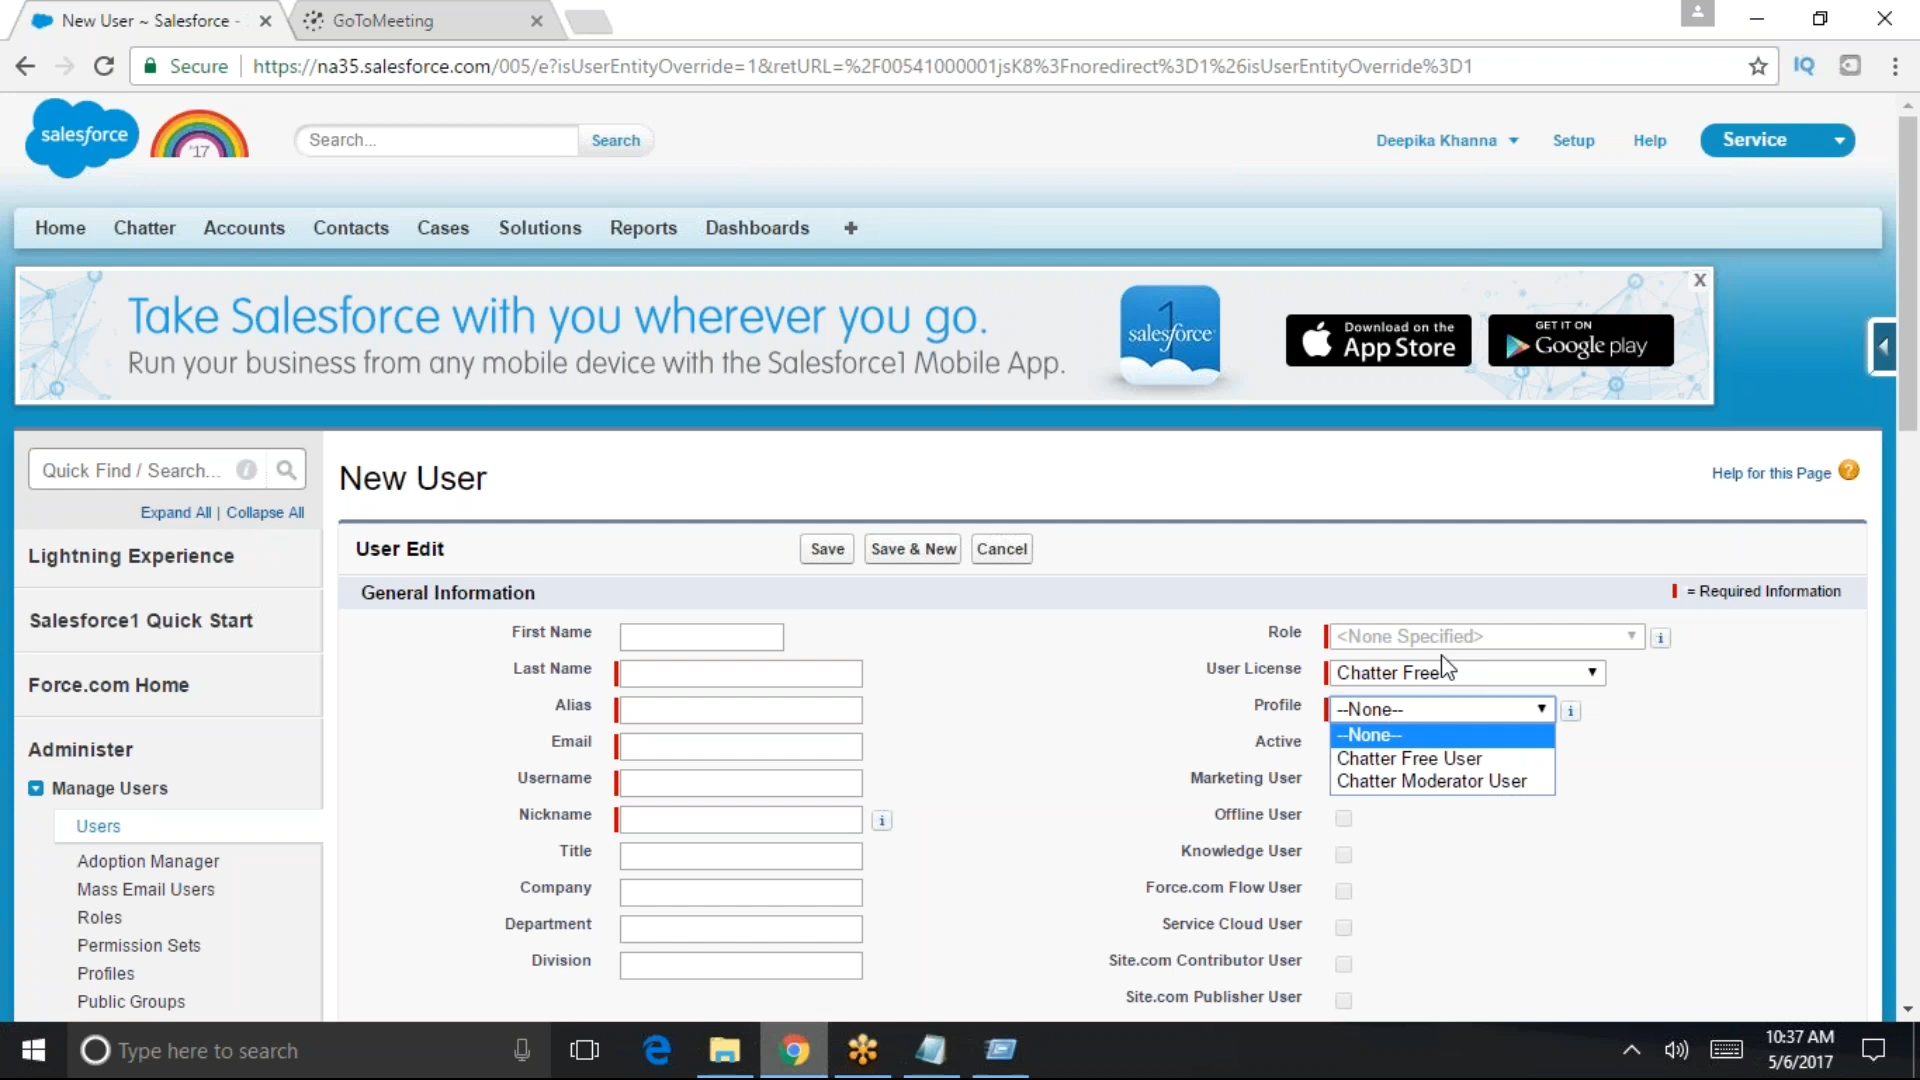 New User ~ Salesforce -
GoToMeeting
Secure
https://na35.salesforce.com/005/e?isUserEntityOverride=1&retURL=%2F00541000001jsK8%3Fnoredirect%3D1%26isUserEntityOverride%3D1
IQ
salesforce
'17
Search...
Search
Deepika Khanna
Setup
Help
Service
Home
Chatter
Accounts
Contacts
Cases
Solutions
Reports
Dashboards
Take Salesforce with you wherever you go.
Run your business from any mobile device with the Salesforce1 Mobile App.
1
salesforce
Download on the
App Store
GET IT ON
Google play
X
Quick Find / Search...
Expand All | Collapse All
Lightning Experience
Salesforce1 Quick Start
Force.com Home
Administer
Manage Users
Users
Adoption Manager
Mass Email Users
Roles
Permission Sets
Profiles
Public Groups
New User
Help for this Page
User Edit
Save
Save & New
Cancel
General Information
= Required Information
First Name
Last Name
Alias
Email
Username
Nickname
Title
Company
Department
Division
Role
<None Specified>
User License
Chatter Free
Profile
--None--
--None--
Chatter Free User
Chatter Moderator User
Active
Marketing User
Offline User
Knowledge User
Force.com Flow User
Service Cloud User
Site.com Contributor User
Site.com Publisher User
Type here to search
10:37 AM
5/6/2017